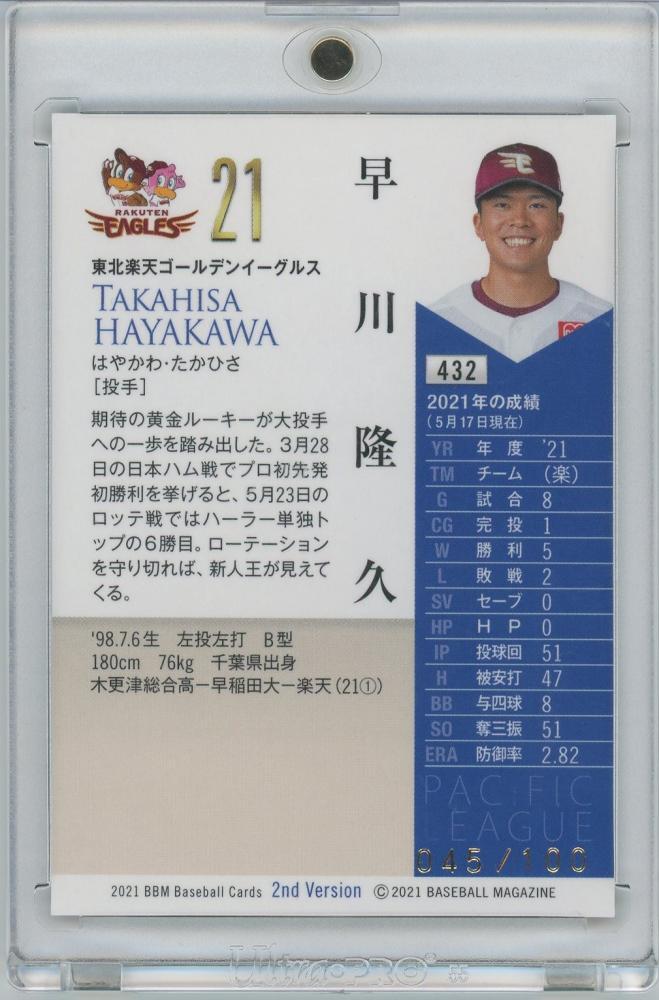 RAKUTEN
EAGLES
21
東北楽天ゴールデンイーグルス
TAKAHISA
HAYAKAWA
はやかわ・たかひさ
[投手]
早川隆久
期待の黄金ルーキーが大投手
への一歩を踏み出した。3月28
日の日本ハム戦でプロ初先発
初勝利を挙げると、5月23日の
ロッテ戦ではハーラー単独ト
ップの6勝目。ローテーション
を守り切れば、新人王が見えて
くる。
'98.7.6生 左投左打 B型
180cm 76kg 千葉県出身
木更津総合高ー早稲田大ー楽天(21①)
432
2021年の成績
(5月17日現在)
YR 年度 '21
TM チーム (楽)
G 試合 8
CG 完投 1
W 勝利 5
L 敗戦 2
SV セーブ 0
HP HP 0
IP 投球回 51
H 被安打 47
BB 与四球 8
SO 奪三振 51
ERA 防御率 2.82
PACIFIC
LEAGUE
045/100
2021 BBM Baseball Cards 2nd Version ©2021 BASEBALL MAGAZINE
Ultra·PRO® 55